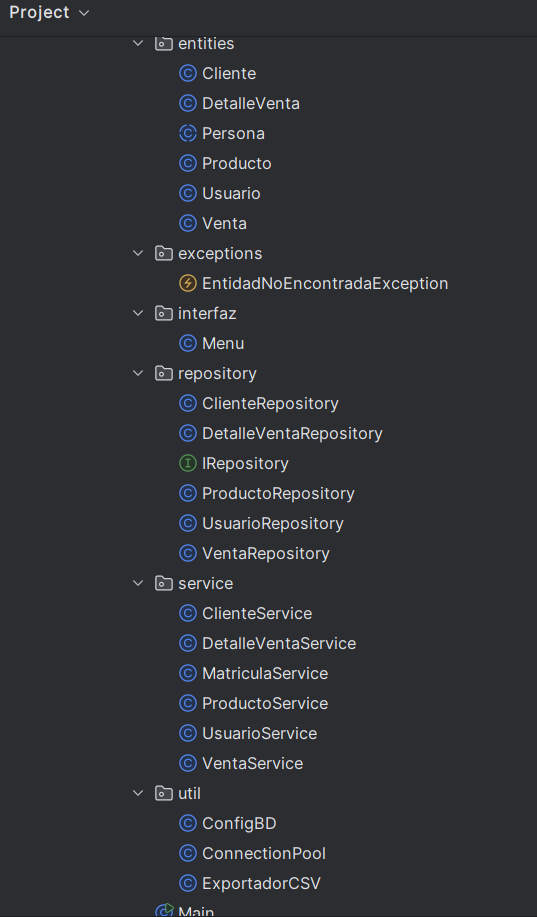 Project
entities
Cliente
DetalleVenta
Persona
Producto
Usuario
Venta
exceptions
EntidadNoEncontradaException
interfaz
Menu
repository
ClienteRepository
DetalleVentaRepository
IRepository
ProductoRepository
UsuarioRepository
VentaRepository
service
ClienteService
DetalleVentaService
MatriculaService
ProductoService
UsuarioService
VentaService
util
ConfigBD
ConnectionPool
ExportadorCSV
Main